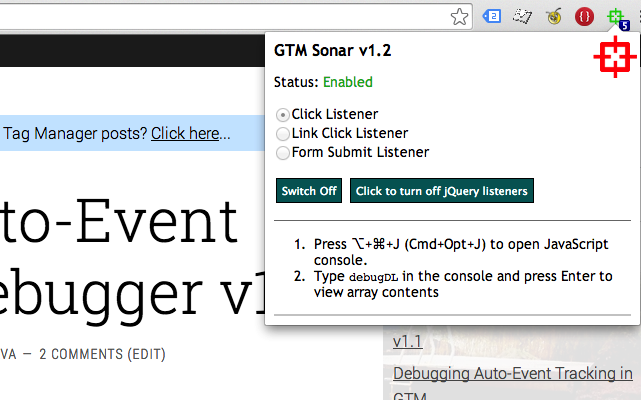 2
5
GTM Sonar v1.2
Status: Enabled
Click Listener
Link Click Listener
Form Submit Listener
Switch Off
Click to turn off jQuery listeners
1. Press ⌥+⌘+J (Cmd+Opt+J) to open JavaScript
console.
2. Type debugDL in the console and press Enter to
view array contents
Tag Manager posts? Click here...
to-Event
ebugger v1
VA — 2 COMMENTS (EDIT)
v1.1
Debugging Auto-Event Tracking in
GTM